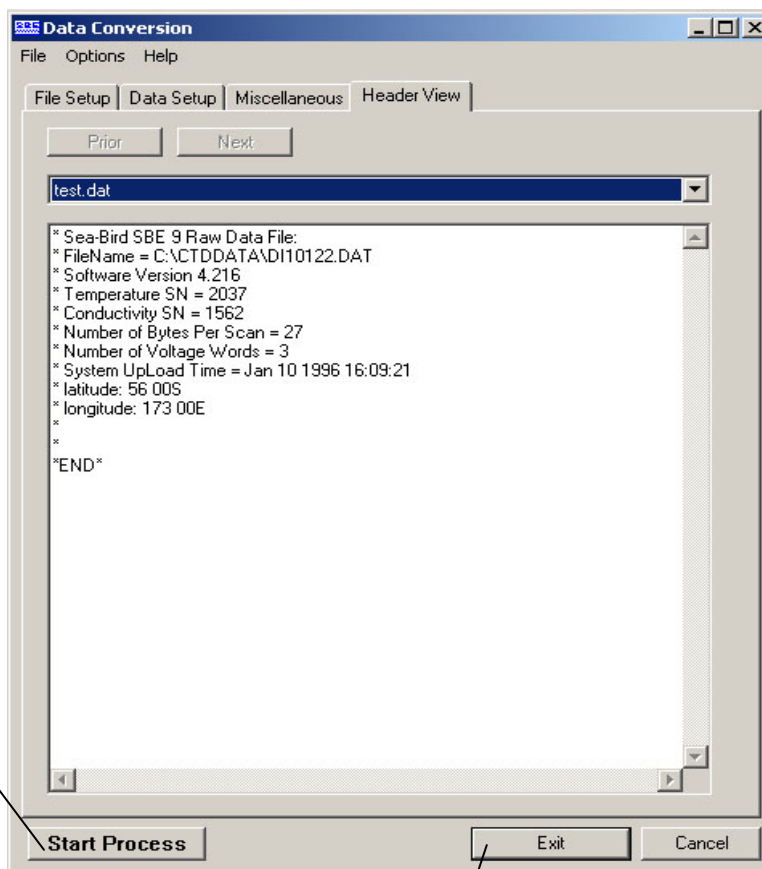 SBE Data Conversion
File Options Help
File Setup Data Setup Miscellaneous Header View
Prior Next
test.dat
* Sea-Bird SBE 9 Raw Data File:
* FileName = C:\CTDDATA\DI10122.DAT
* Software Version 4.216
* Temperature SN = 2037
* Conductivity SN = 1562
* Number of Bytes Per Scan = 27
* Number of Voltage Words = 3
* System UpLoad Time = Jan 10 1996 16:09:21
* latitude: 56 00S
* longitude: 173 00E
*
*
*END*
Start Process Exit Cancel